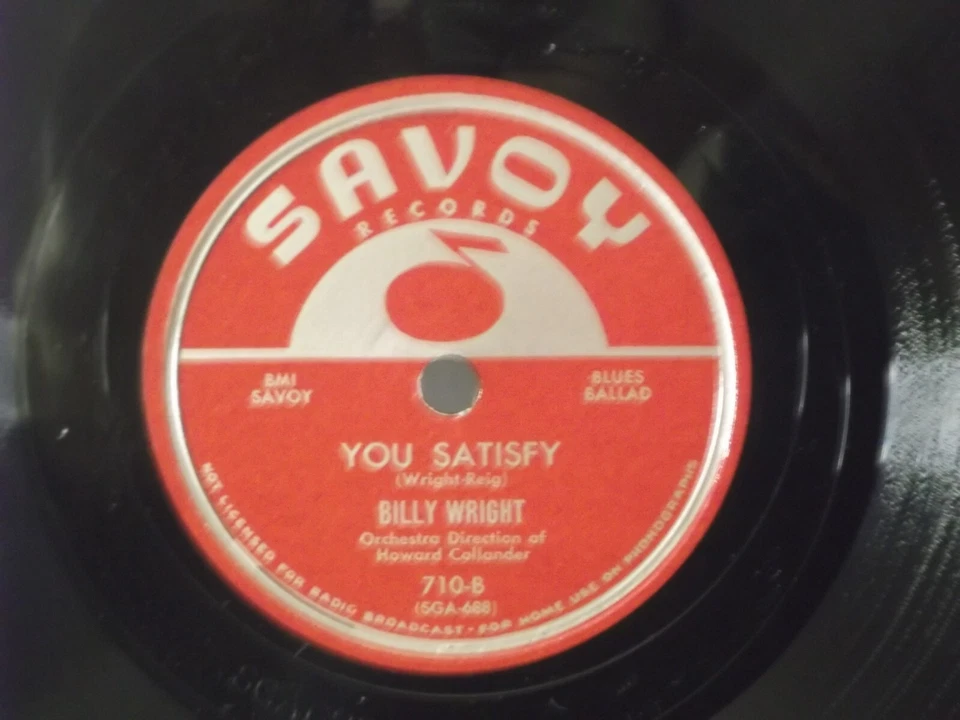 SAVOY
RECORDS
BMI
SAVOY
BLUES
BALLAD
YOU SATISFY
(Wright-Reig)
BILLY WRIGHT
Orchestra Direction of
Howard Collander
710-B
(SGA-688)
NOT LICENSED FOR RADIO BROADCAST · FOR HOME USE ON PHONOGRAPHS